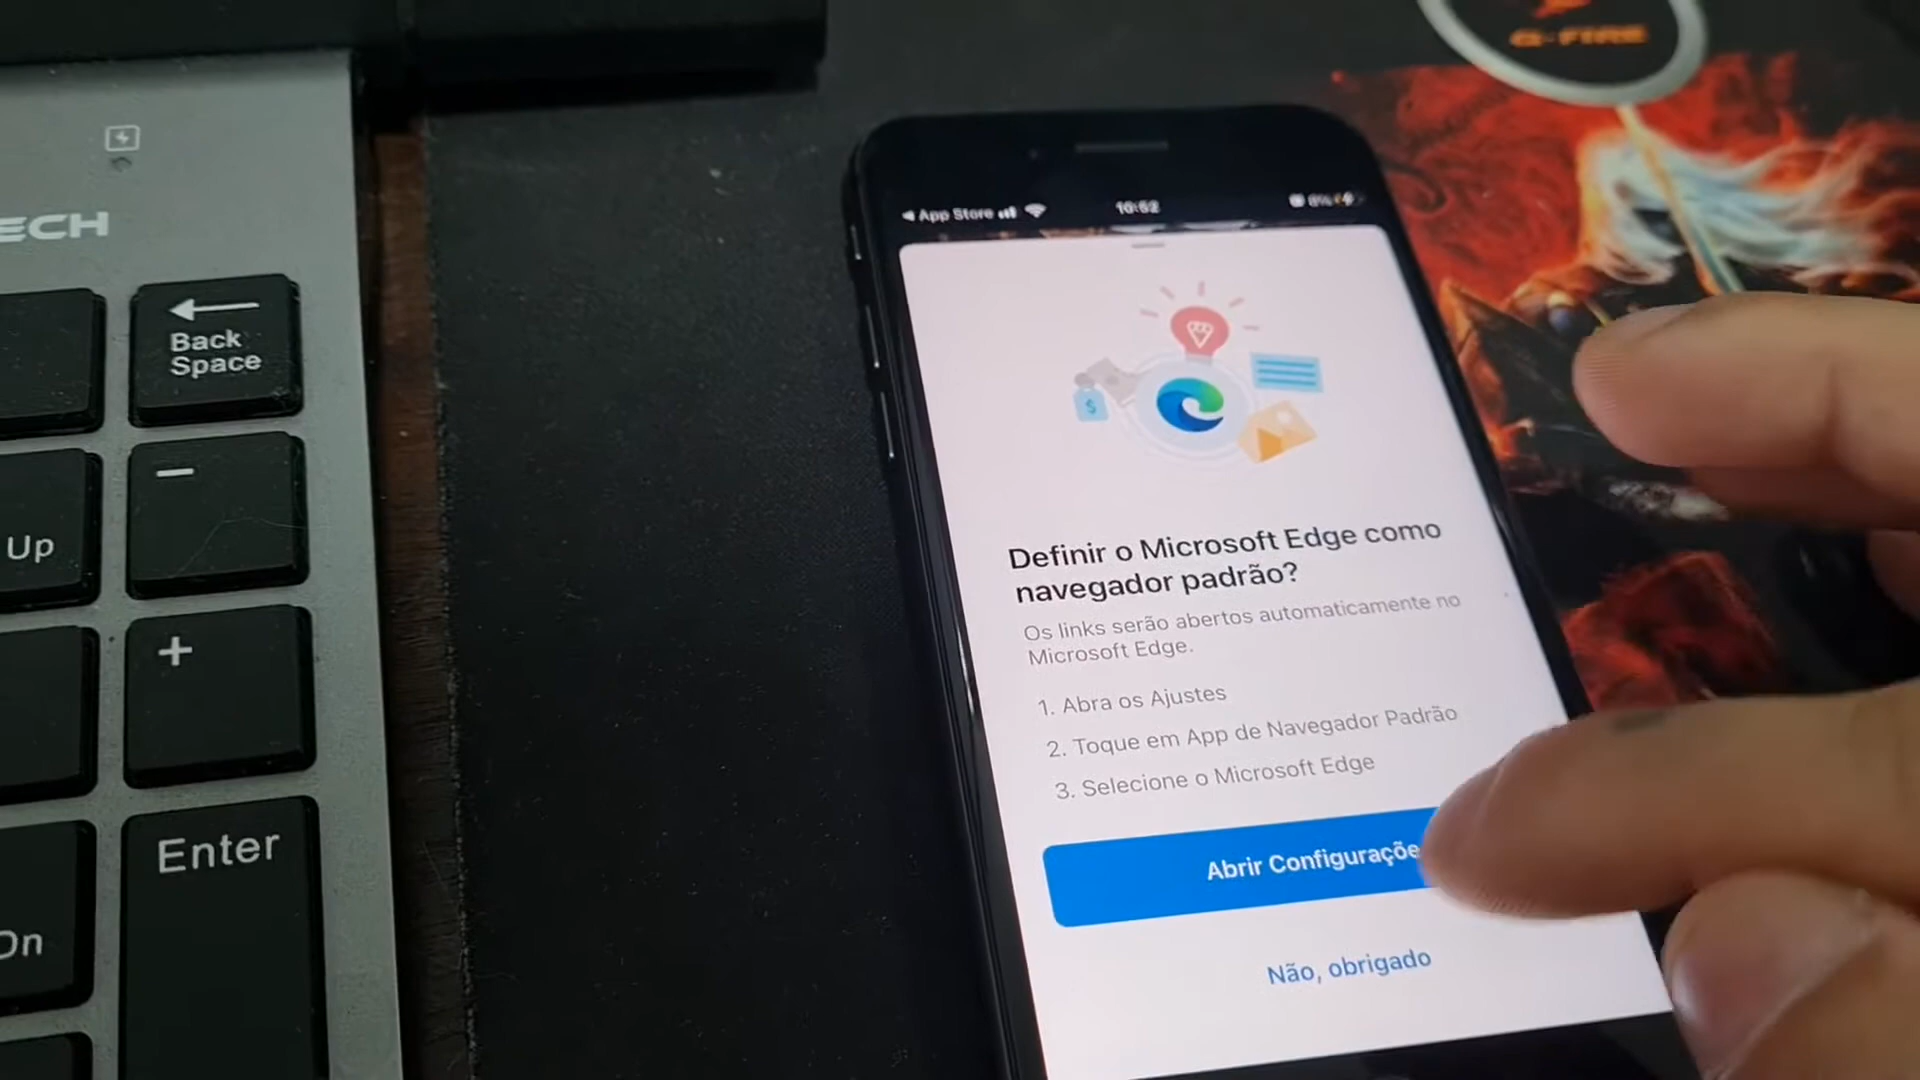 ECH
Back
Space
Up
Enter
On
G-FIRE
App Store
10:52
Definir o Microsoft Edge como
navegador padrão?
Os links serão abertos automaticamente no
Microsoft Edge.
1. Abra os Ajustes
2. Toque em App de Navegador Padrão
3. Selecione o Microsoft Edge
Abrir Configuraçõe
Não, obrigado